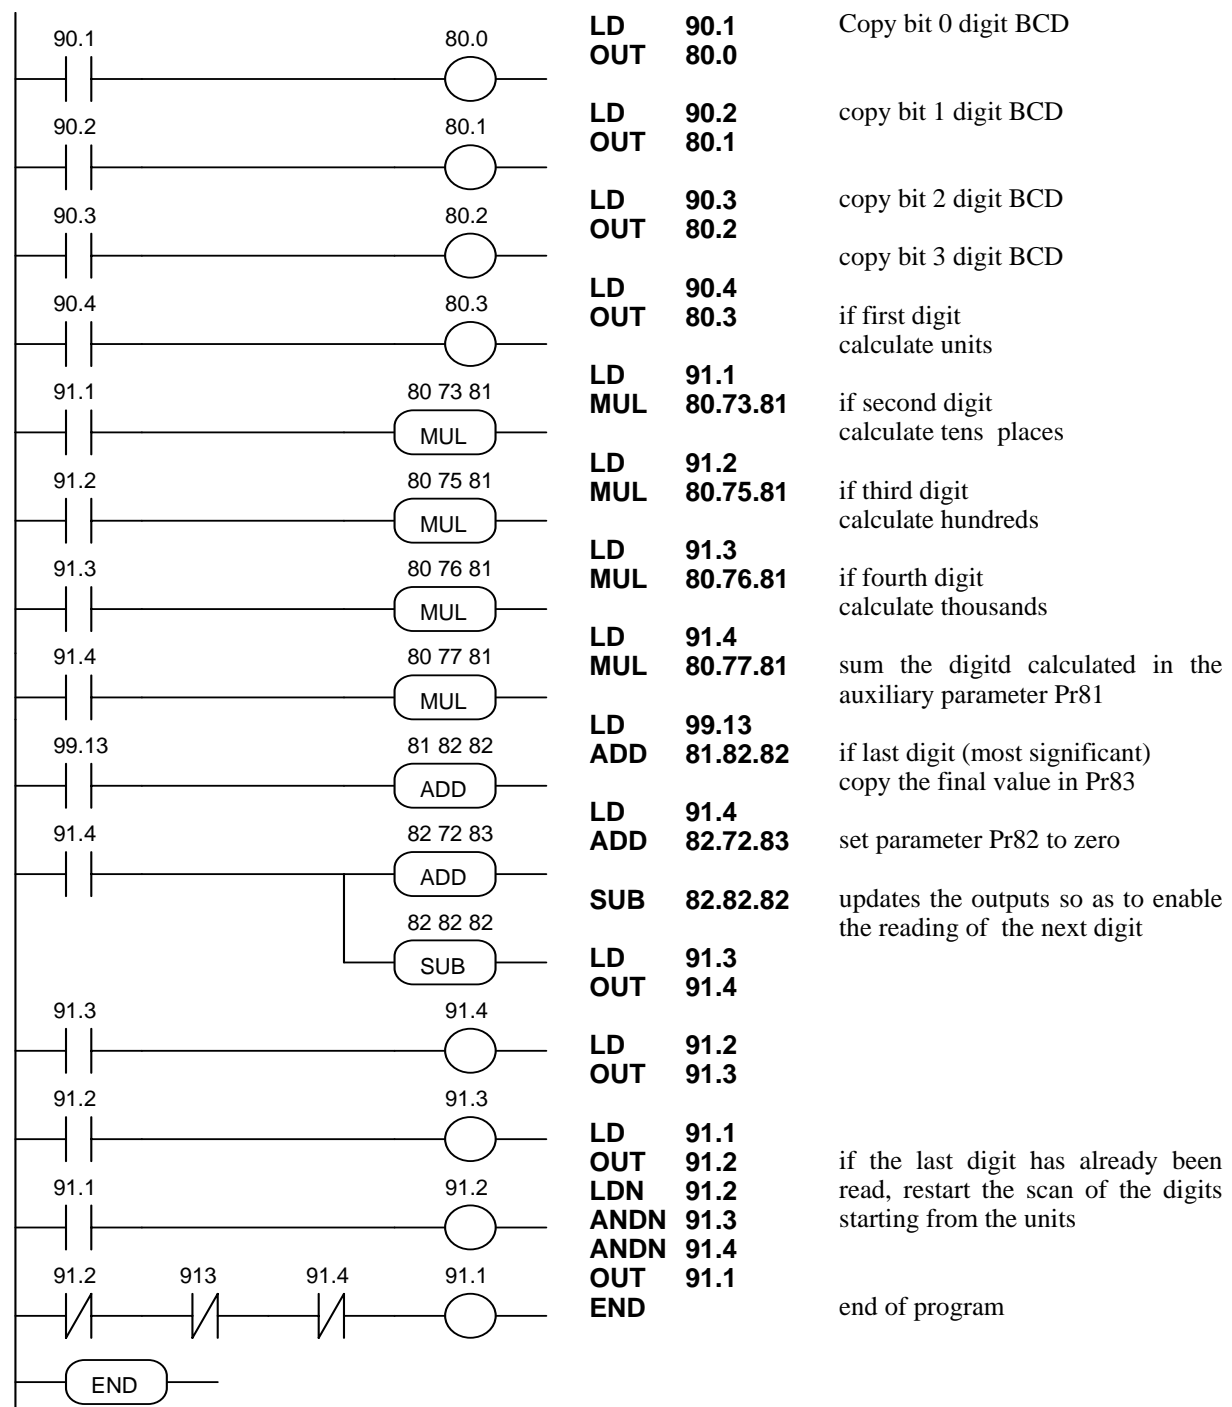 90.1 80.0
90.2 80.1
90.3 80.2
90.4 80.3
91.1 80 73 81
MUL
91.2 80 75 81
MUL
91.3 80 76 81
MUL
91.4 80 77 81
MUL
99.13 81 82 82
ADD
91.4 82 72 83
ADD
82 82 82
SUB
91.3 91.4
91.2 91.3
91.1 91.2
91.2 913 91.4 91.1
END
LD 90.1
OUT 80.0
LD 90.2
OUT 80.1
LD 90.3
OUT 80.2
LD 90.4
OUT 80.3
LD 91.1
MUL 80.73.81
LD 91.2
MUL 80.75.81
LD 91.3
MUL 80.76.81
LD 91.4
MUL 80.77.81
LD 99.13
ADD 81.82.82
LD 91.4
ADD 82.72.83
SUB 82.82.82
LD 91.3
OUT 91.4
LD 91.2
OUT 91.3
LD 91.1
OUT 91.2
LDN 91.2
ANDN 91.3
ANDN 91.4
OUT 91.1
END
Copy bit 0 digit BCD
copy bit 1 digit BCD
copy bit 2 digit BCD
copy bit 3 digit BCD
if first digit
calculate units
if second digit
calculate tens places
if third digit
calculate hundreds
if fourth digit
calculate thousands
sum the digitd calculated in the
auxiliary parameter Pr81
if last digit (most significant)
copy the final value in Pr83
set parameter Pr82 to zero
updates the outputs so as to enable
the reading of the next digit
if the last digit has already been
read, restart the scan of the digits
starting from the units
end of program